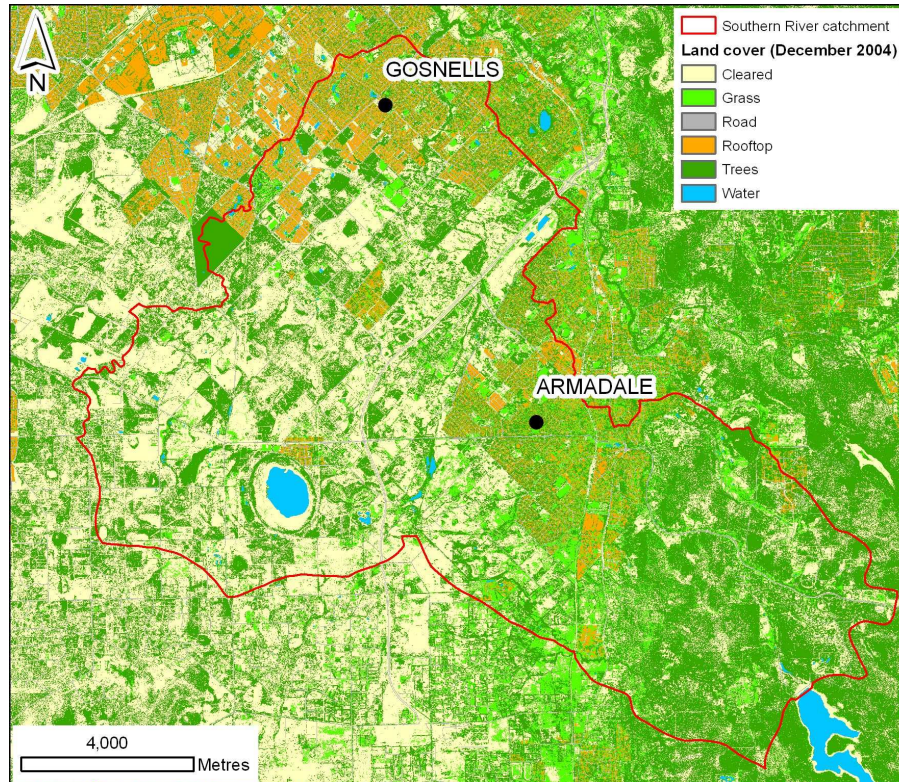 N
GOSNELLS
ARMADALE
Southern River catchment
Land cover (December 2004)
Cleared
Grass
Road
Rooftop
Trees
Water
4,000
Metres